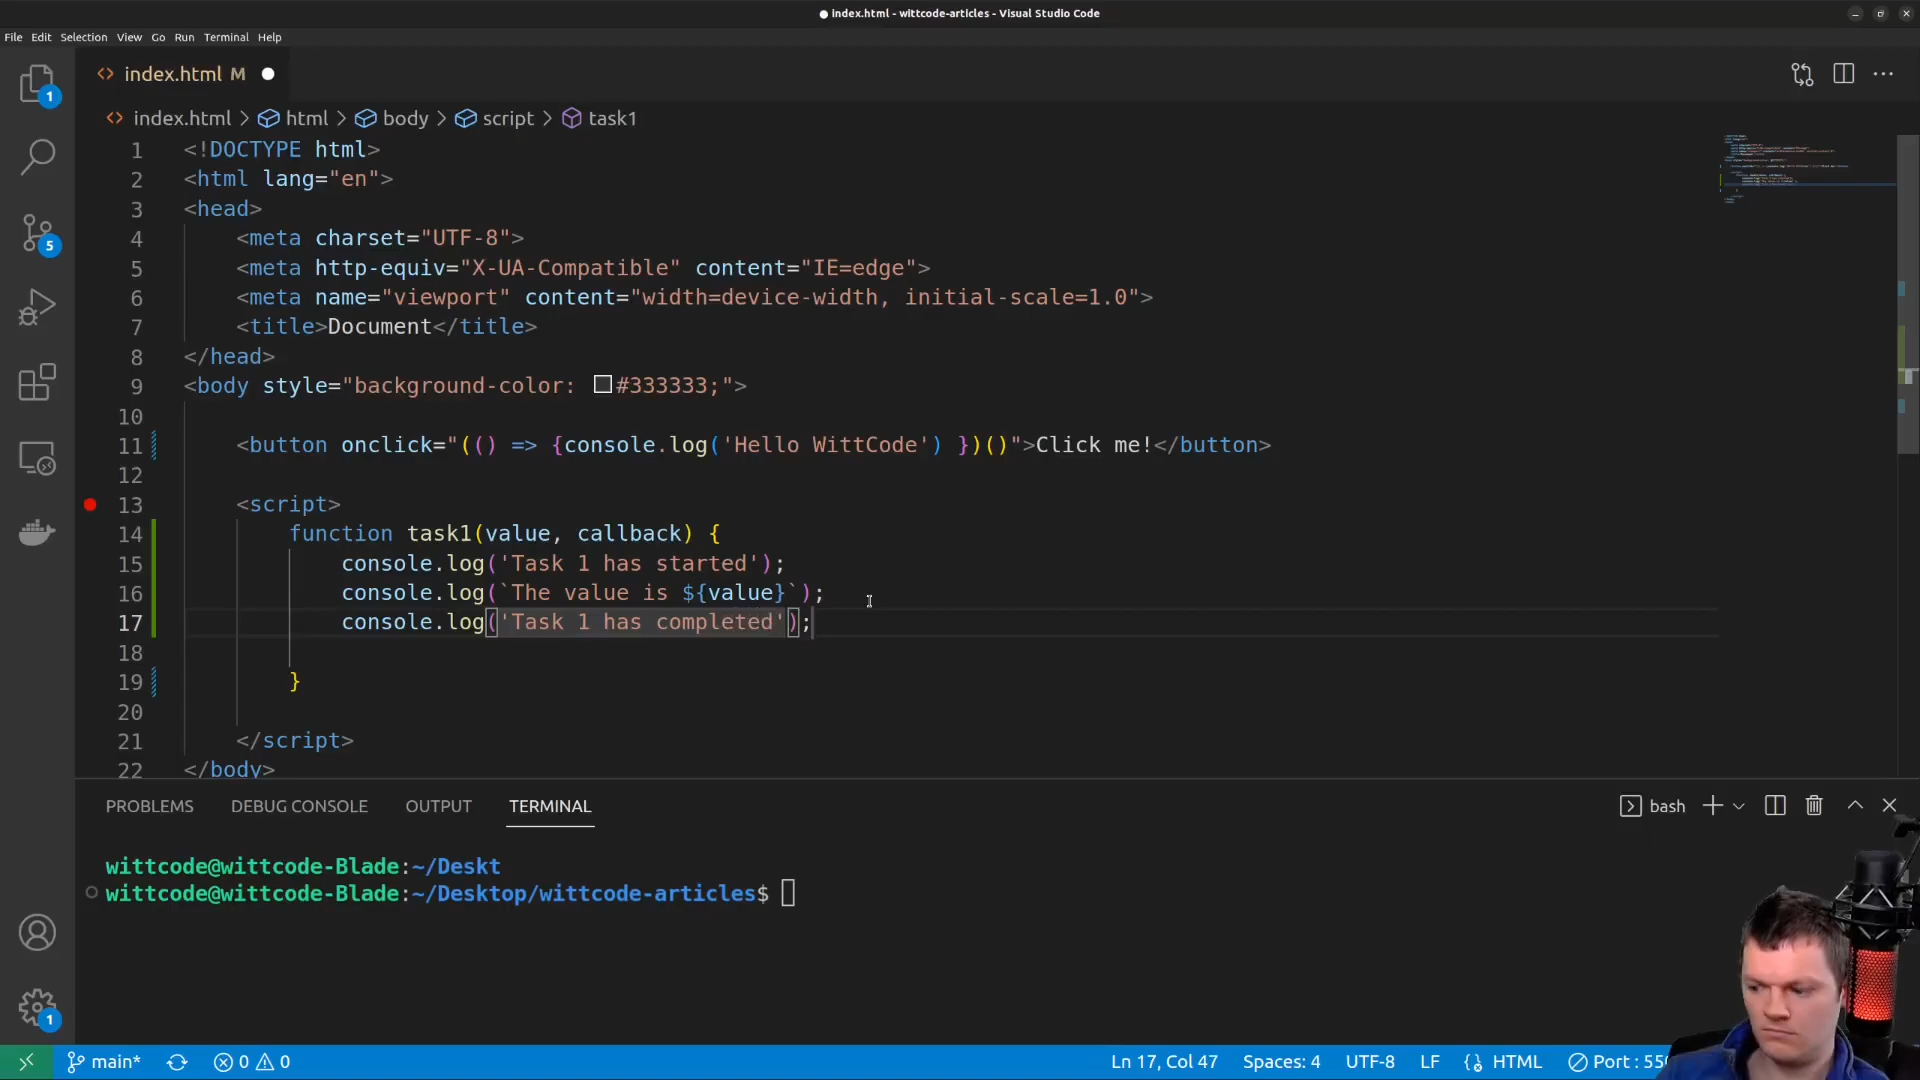 index.html - wittcode-articles - Visual Studio Code
File Edit Selection View Go Run Terminal Help
index.html M
index.html > html > body > script > task1
1 <!DOCTYPE html>
2 <html lang="en">
3 <head>
4 <meta charset="UTF-8">
5 <meta http-equiv="X-UA-Compatible" content="IE=edge">
6 <meta name="viewport" content="width=device-width, initial-scale=1.0">
7 <title>Document</title>
8 </head>
9 <body style="background-color: #333333;">
10
11 <button onclick="(() => {console.log('Hello WittCode') })()">Click me!</button>
12
13 <script>
14 function task1(value, callback) {
15 console.log('Task 1 has started');
16 console.log(`The value is ${value}`);
17 console.log('Task 1 has completed');
18
19 }
20
21 </script>
22 </body>
1
5
1
PROBLEMS DEBUG CONSOLE OUTPUT TERMINAL
bash
wittcode@wittcode-Blade:~/Deskt
wittcode@wittcode-Blade:~/Desktop/wittcode-articles$
main* 0 0 Ln 17, Col 47 Spaces: 4 UTF-8 LF HTML Port : 550